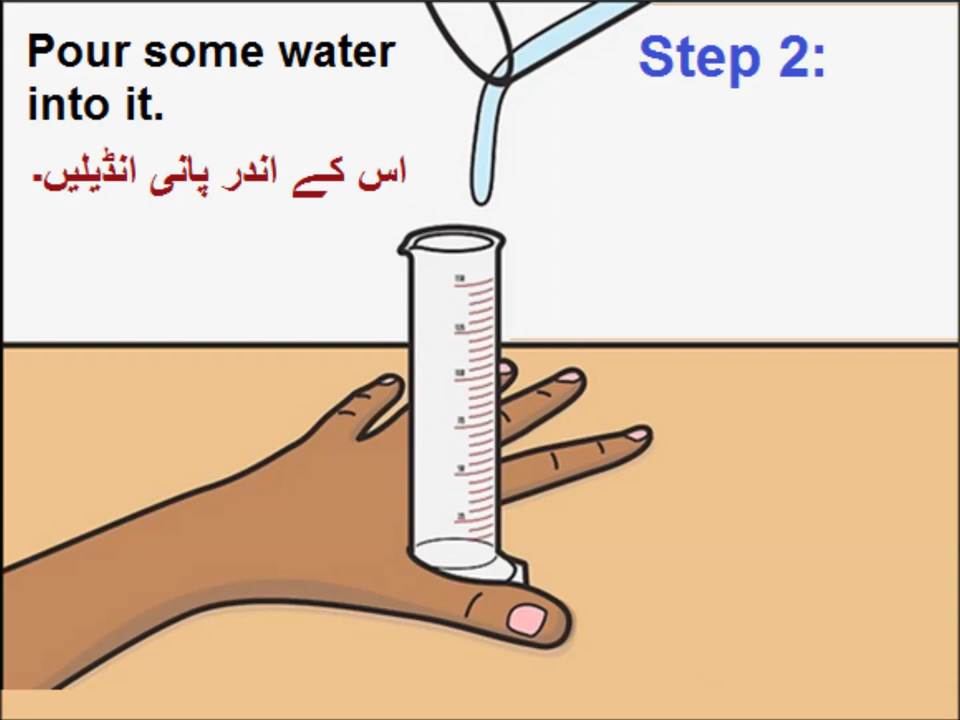 Pour some water
into it.
Step 2:
اس کے اندر پانی انڈیلیں۔